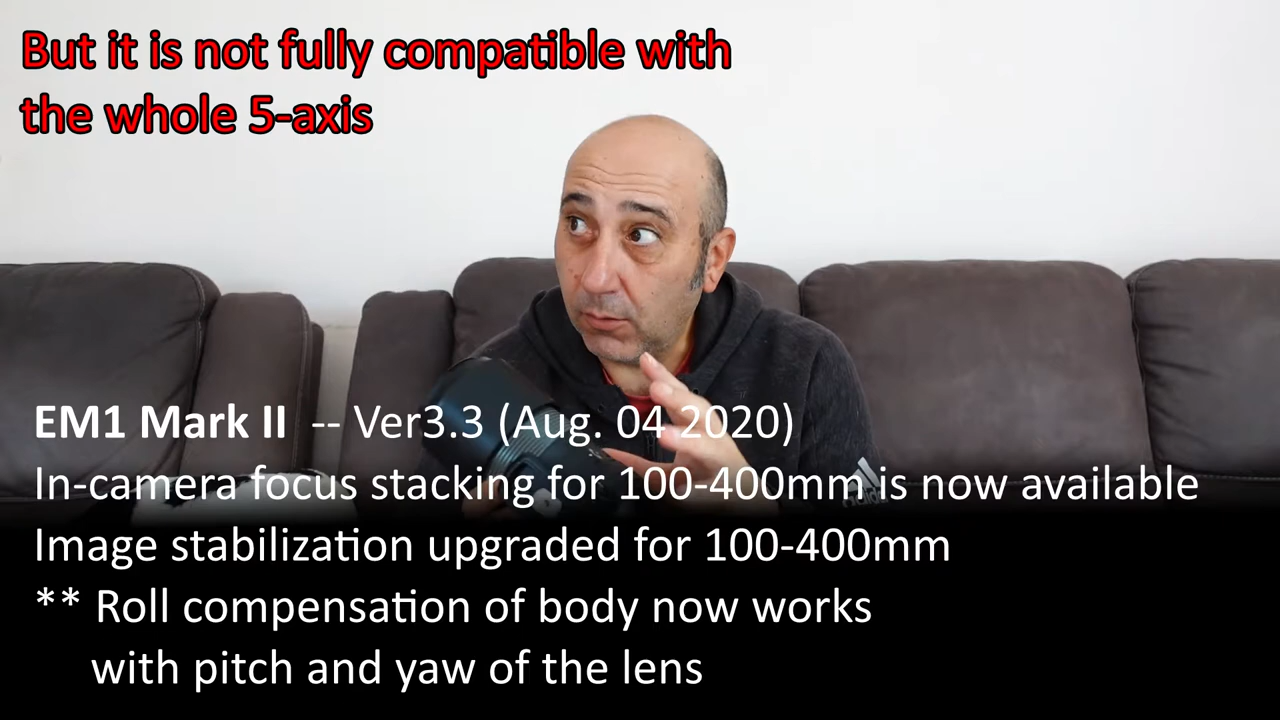 But it is not fully compatible with
the whole 5-axis
EM1 Mark II -- Ver3.3 (Aug. 04 2020)
In-camera focus stacking for 100-400mm is now available
Image stabilization upgraded for 100-400mm
** Roll compensation of body now works
with pitch and yaw of the lens